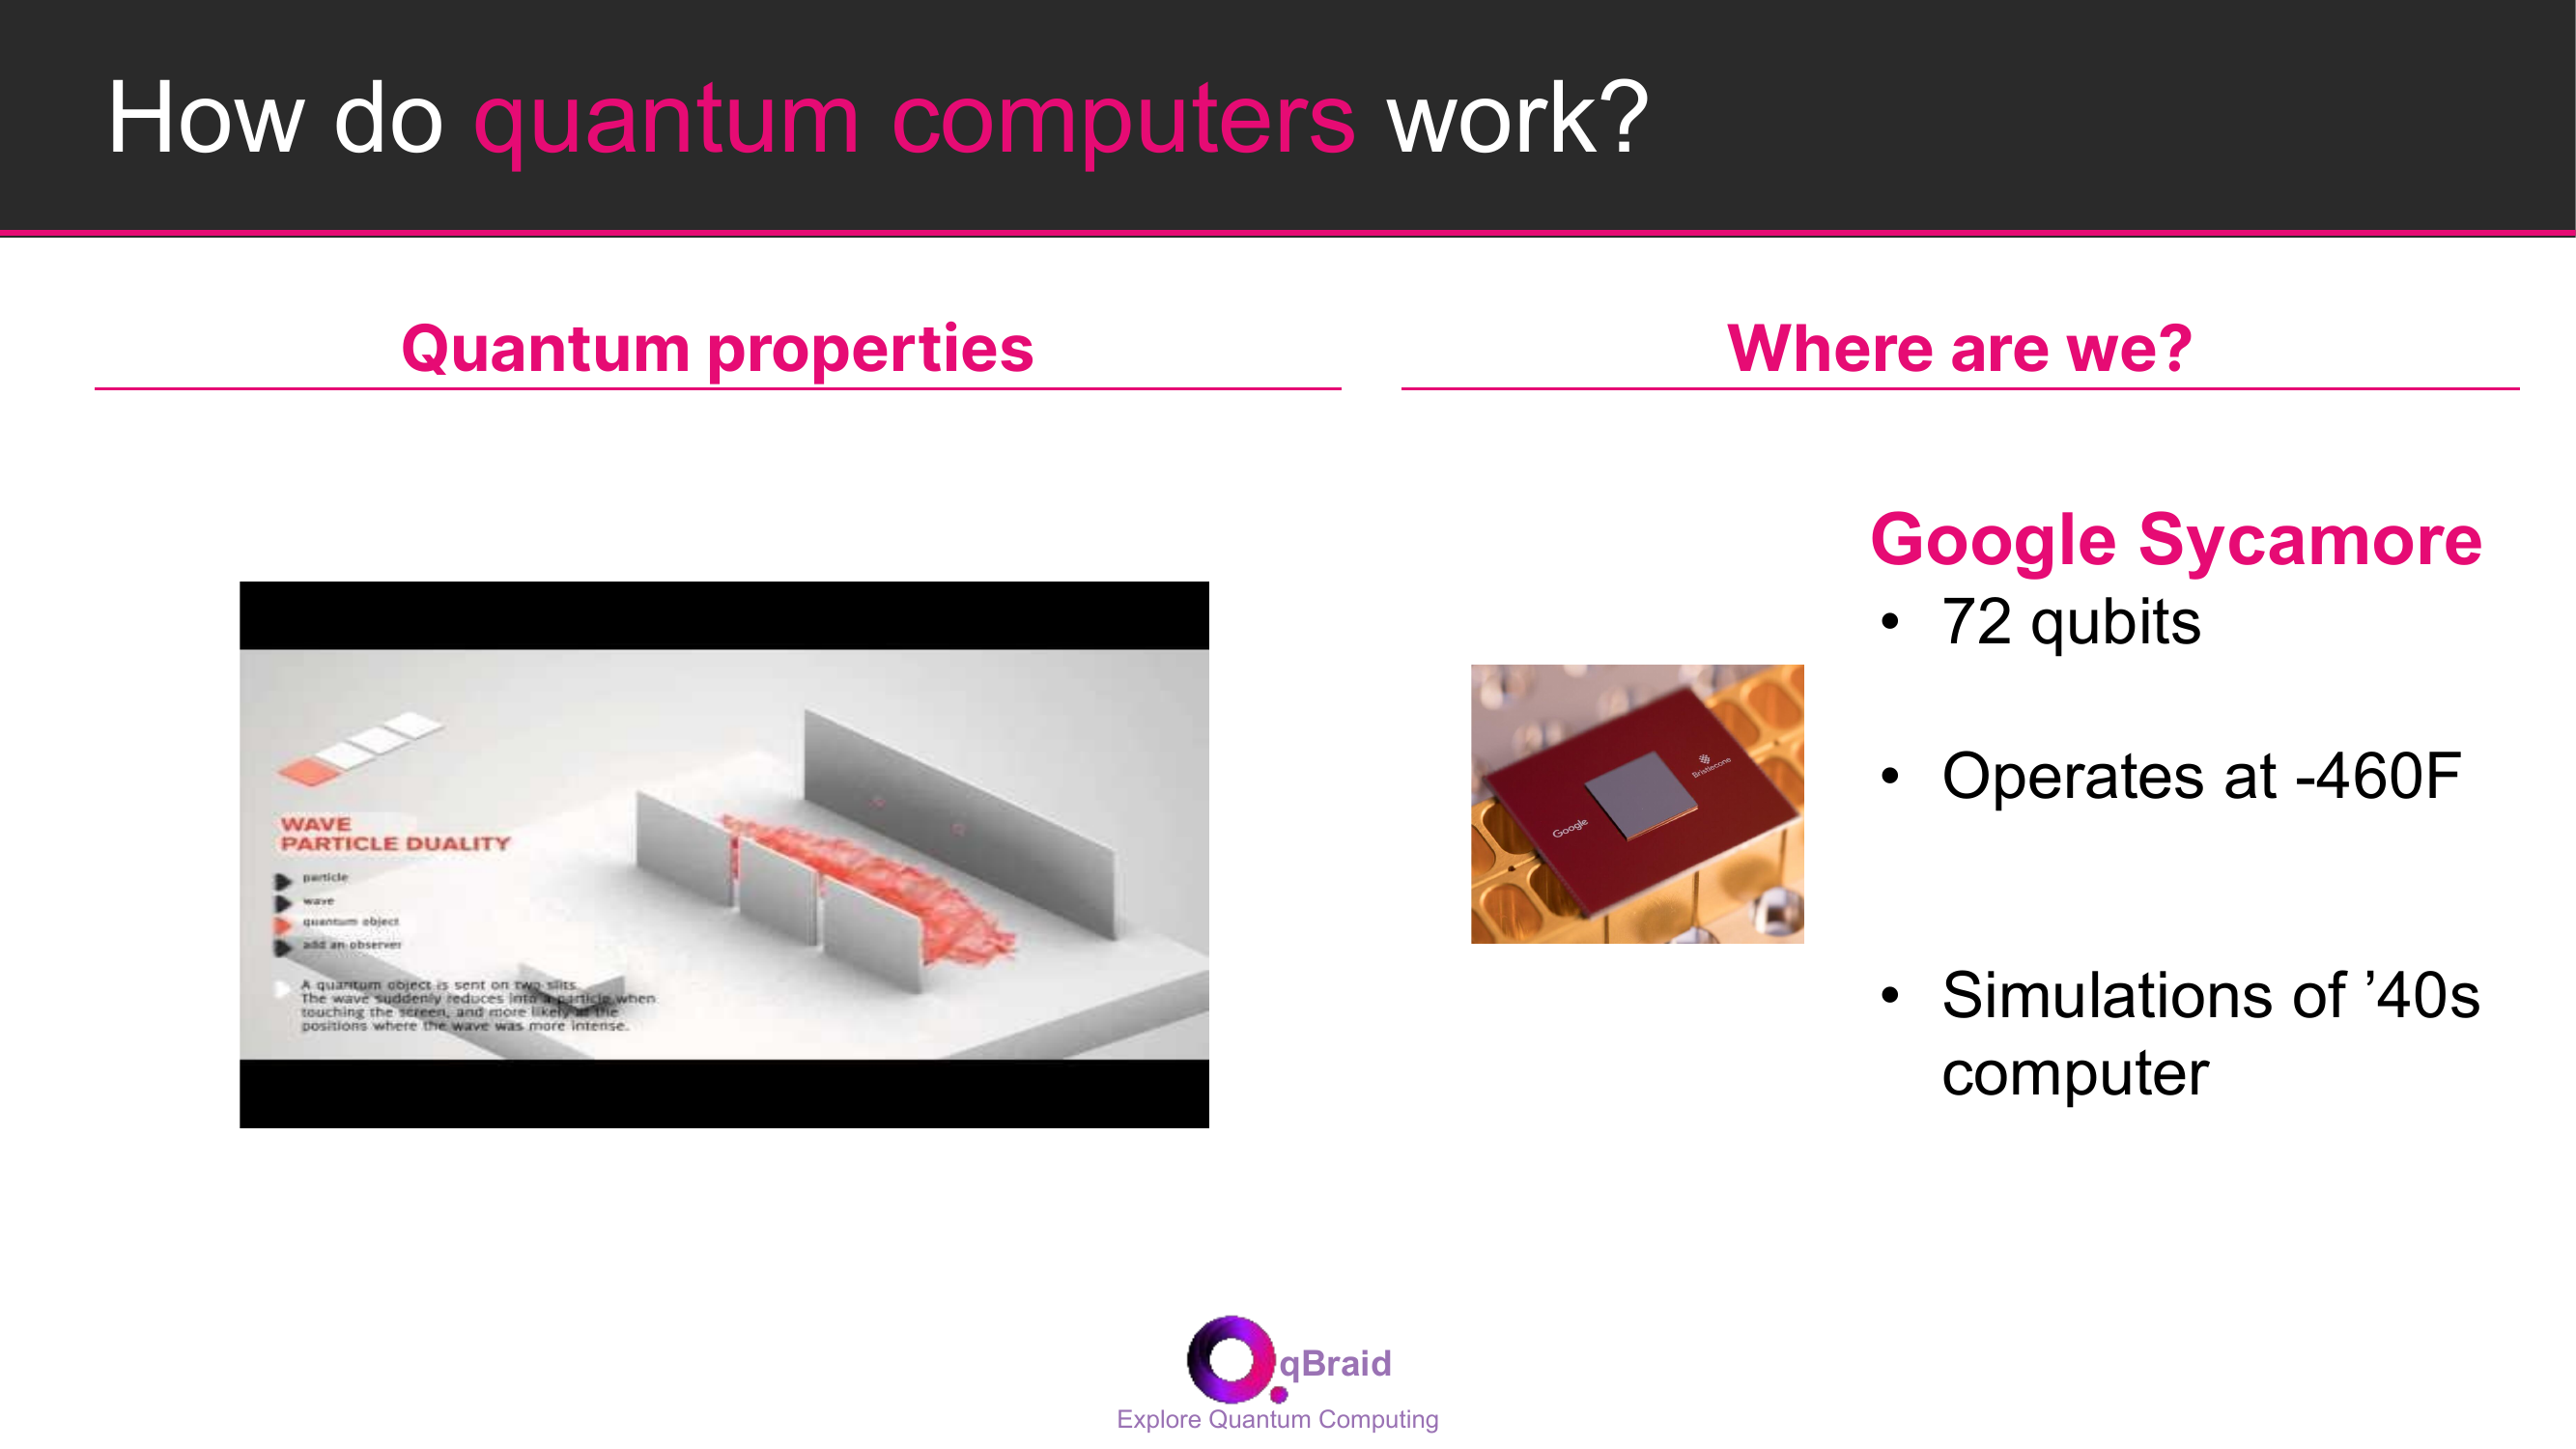 How do quantum computers work?
Quantum properties
WAVE
PARTICLE DUALITY
particle
wave
quantum object
add an observer
A quantum object is sent on two slits.
The wave suddenly reduces into a particle when
touching the screen, and more likely at the
positions where the wave was more intense.
Where are we?
Google
Bristlecone
Google Sycamore
• 72 qubits
• Operates at -460F
• Simulations of ’40s
computer
qBraid
Explore Quantum Computing